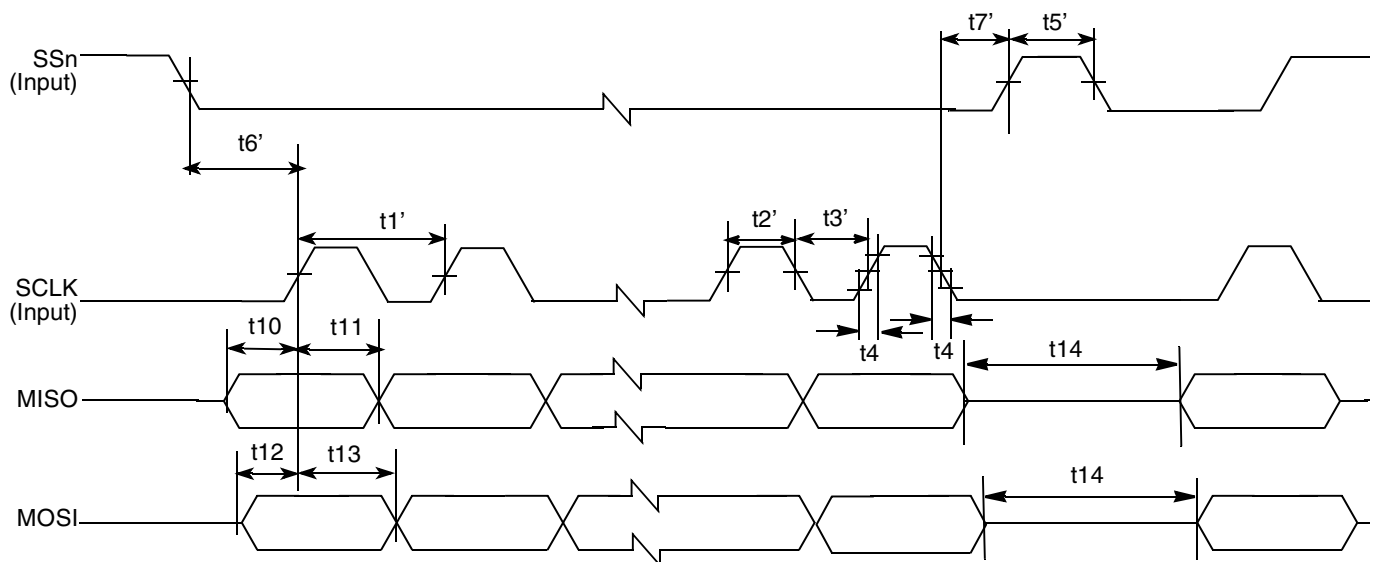 t7’ t5’
SSn
(Input)
t6’
t1’ t2’ t3’
SCLK
(Input)
t10 t11 t4 t4 t14
MISO
t12 t13 t14
MOSI